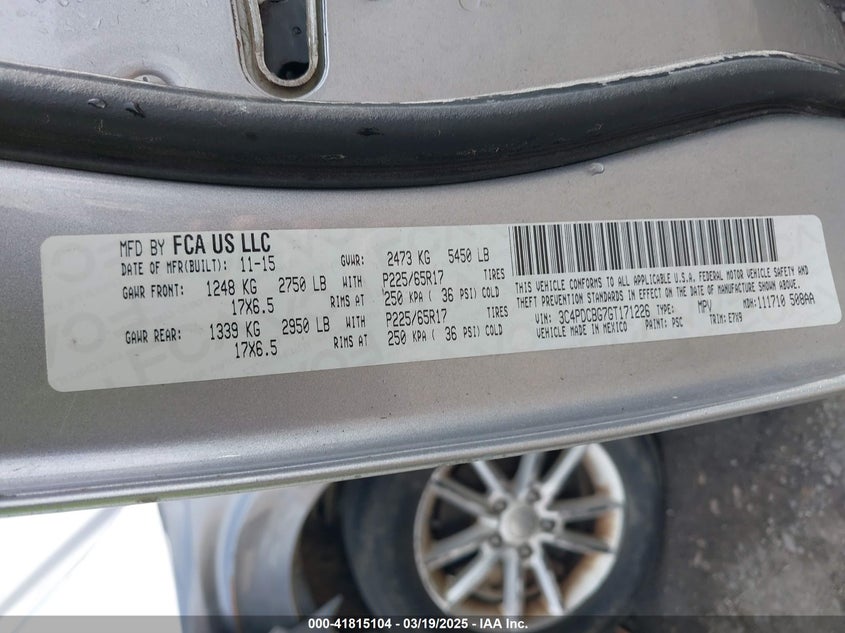 MFD BY FCA US LLC
DATE OF MFR(BUILT): 11-15 GVWR: 2473 KG 5450 LB
GAWR FRONT: 1248 KG 2750 LB WITH P225/65R17 TIRES
17X6.5 RIMS AT 250 KPA ( 36 PSI) COLD
GAWR REAR: 1339 KG 2950 LB WITH P225/65R17 TIRES
17X6.5 RIMS AT 250 KPA ( 36 PSI) COLD
THIS VEHICLE CONFORMS TO ALL APPLICABLE U.S.A. FEDERAL MOTOR VEHICLE SAFETY, BUMPER, AND
THEFT PREVENTION STANDARDS IN EFFECT ON THE DATE OF MANUFACTURE SHOWN ABOVE.
VIN: 3C4PDCBG7GT171226 TYPE: MPV MDH: 111710 508AA
VEHICLE MADE IN MEXICO PAINT: PSC TRIM: E7X9
000-41815104 - 03/19/2025 - IAA Inc.